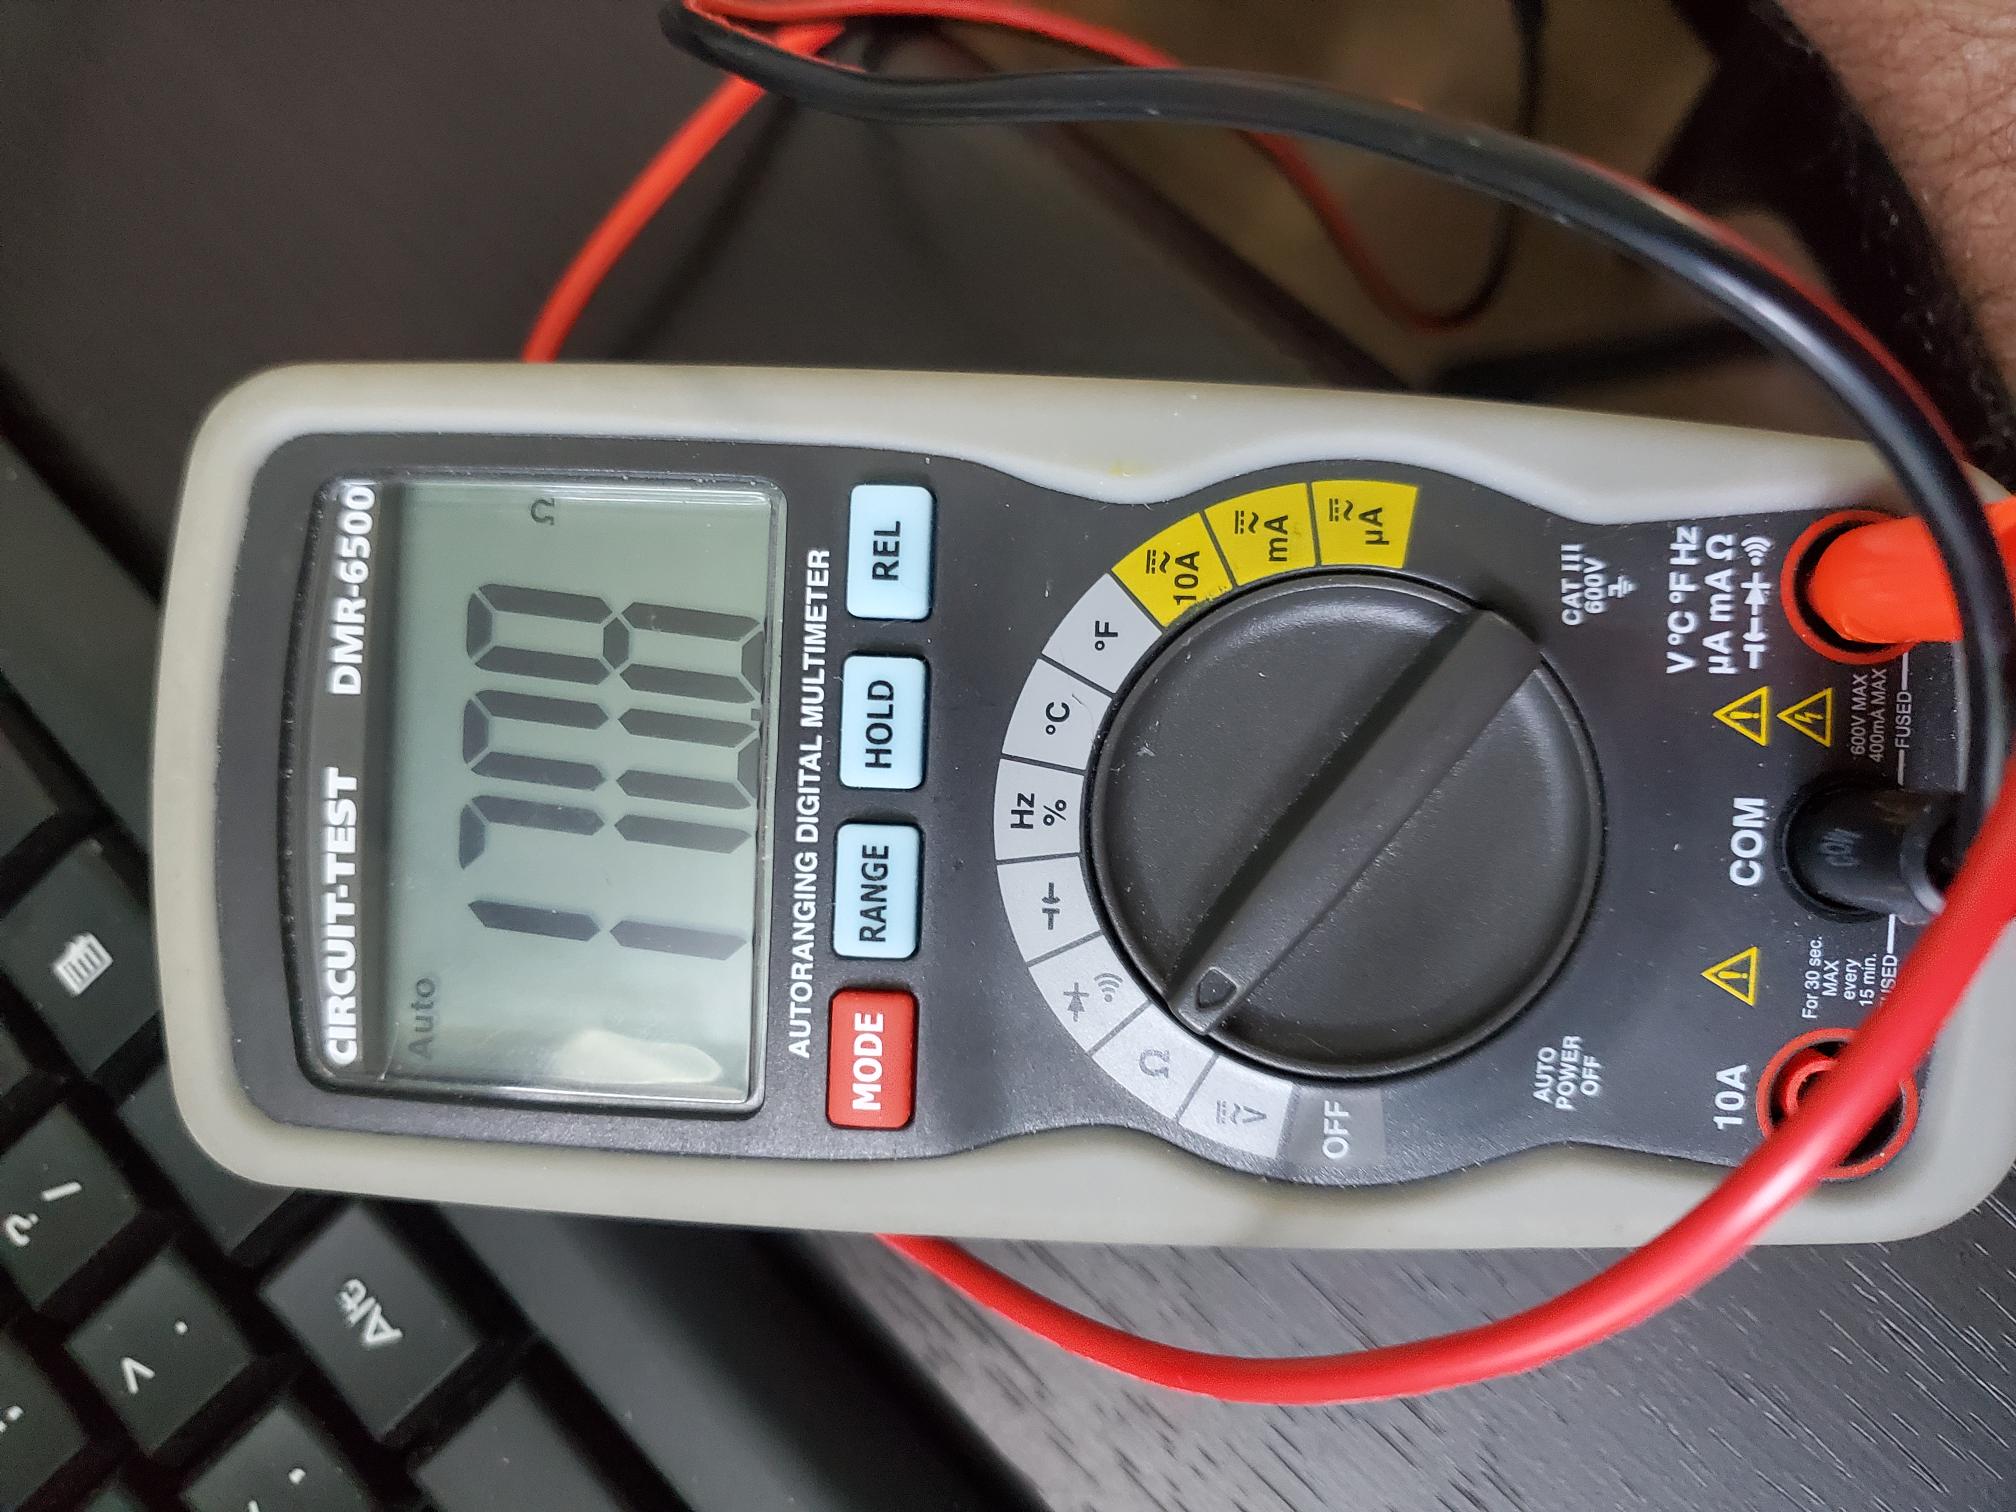 Alt
CIRCUIT-TEST DMR-6500
Auto
170.8 Ω
AUTORANGING DIGITAL MULTIMETER
MODE RANGE HOLD REL
Hz
%
°C
°F
Ω
V
OFF
10A
mA
µA
AUTO
POWER
OFF
CAT III
600V
V °C °F Hz
µA mA Ω
10A
COM
For 30 sec.
MAX
every
15 min.
COM
600V MAX
400mA MAX
FUSED